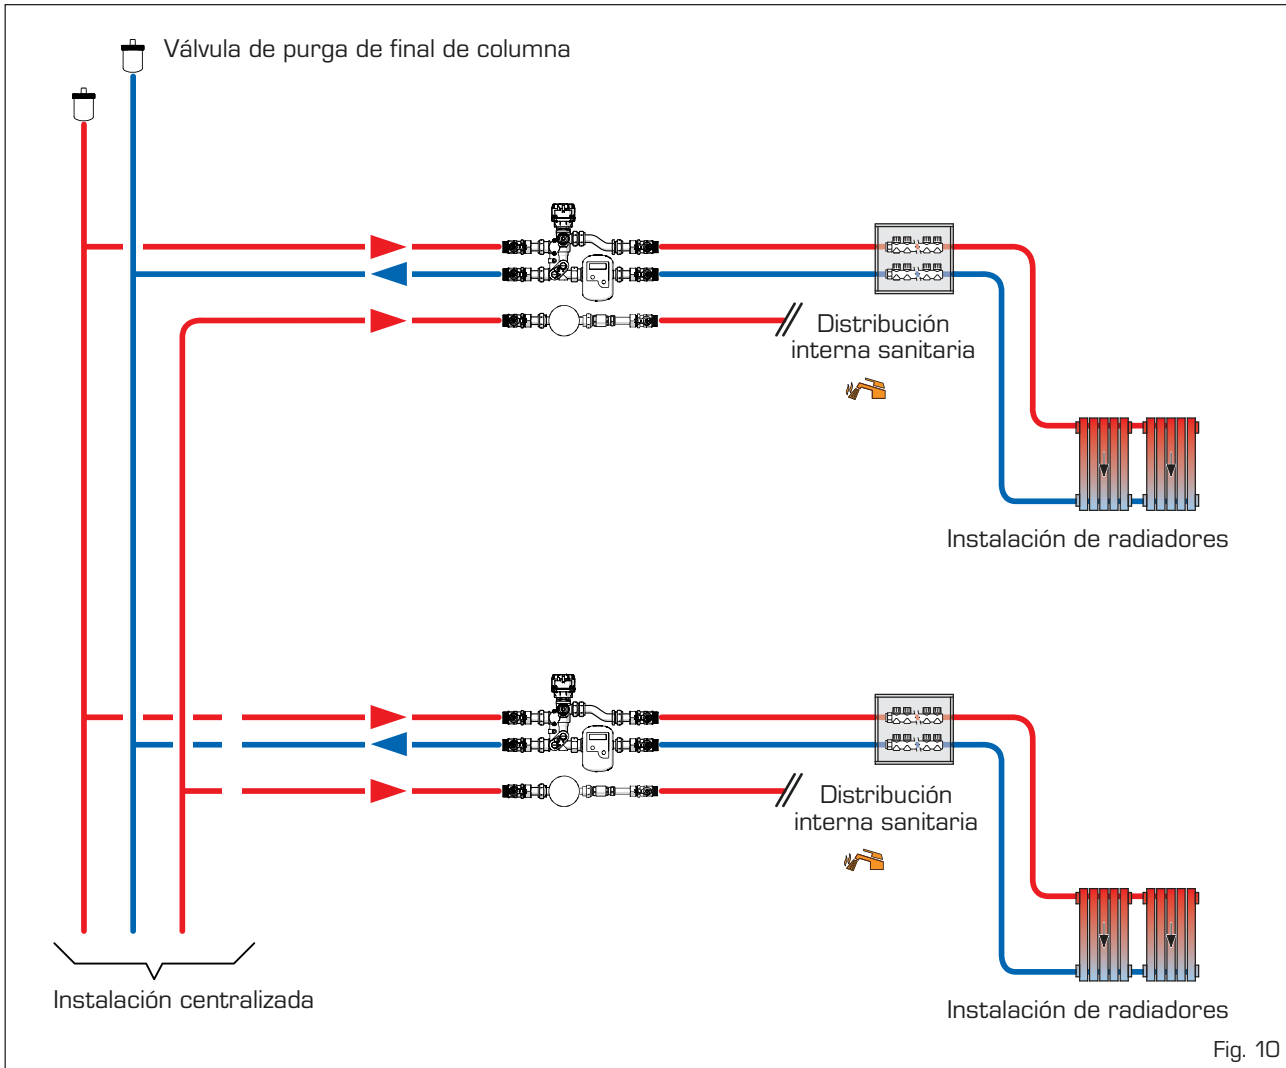 Válvula de purga de final de columna
Distribución
interna sanitaria
Instalación de radiadores
Distribución
interna sanitaria
Instalación centralizada
Instalación de radiadores
Fig. 10